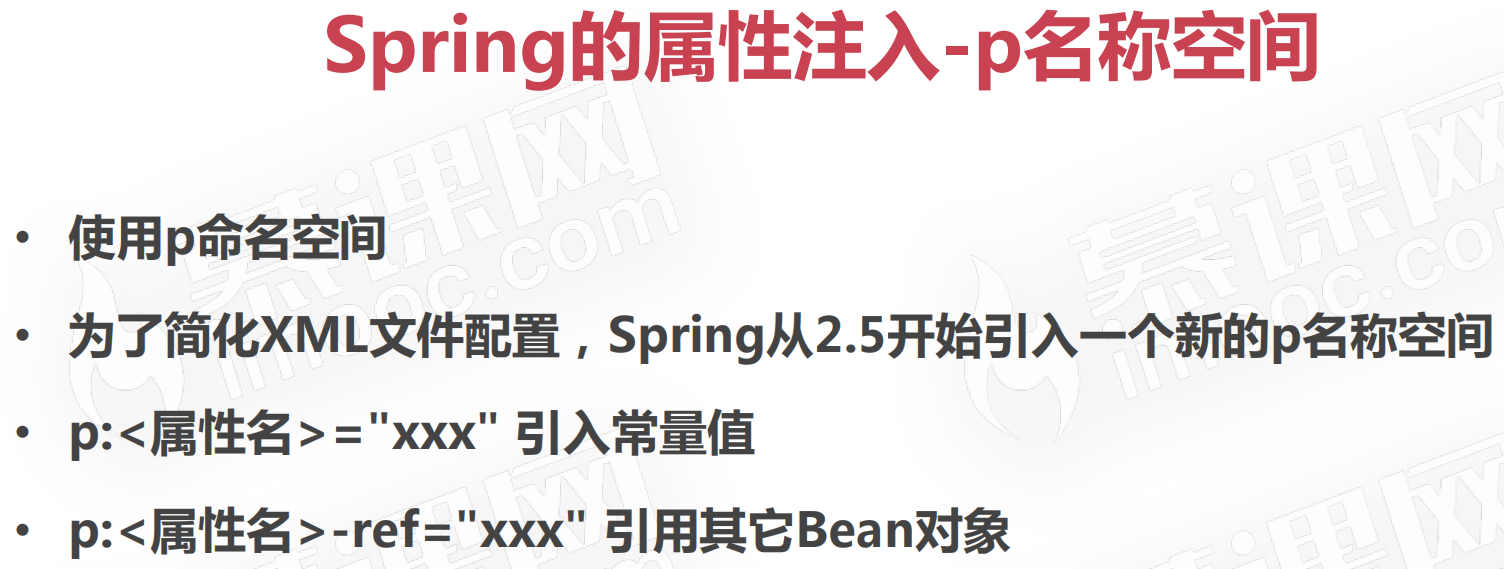 Spring的属性注入-p名称空间
• 使用p命名空间
• 为了简化XML文件配置，Spring从2.5开始引入一个新的p名称空间
• p:<属性名>="xxx" 引入常量值
• p:<属性名>-ref="xxx" 引用其它Bean对象
慕课网
imooc.com
慕课网
imooc.com